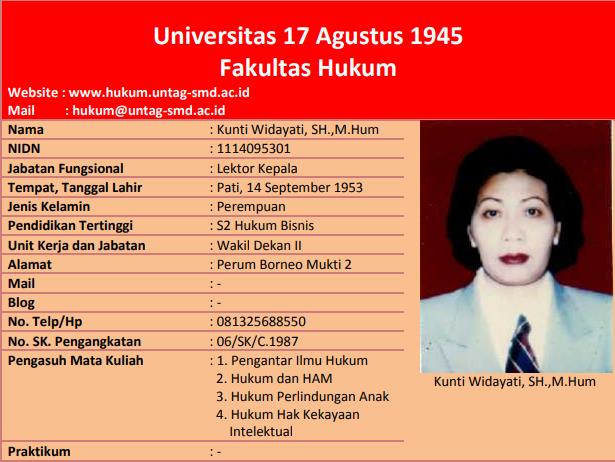 Universitas 17 Agustus 1945
Fakultas Hukum
Website : www.hukum.untag-smd.ac.id
Mail : hukum@untag-smd.ac.id
Nama : Kunti Widayati, SH.,M.Hum
NIDN : 1114095301
Jabatan Fungsional : Lektor Kepala
Tempat, Tanggal Lahir : Pati, 14 September 1953
Jenis Kelamin : Perempuan
Pendidikan Tertinggi : S2 Hukum Bisnis
Unit Kerja dan Jabatan : Wakil Dekan II
Alamat : Perum Borneo Mukti 2
Mail : -
Blog : -
No. Telp/Hp : 081325688550
No. SK. Pengangkatan : 06/SK/C.1987
Pengasuh Mata Kuliah : 1. Pengantar Ilmu Hukum
2. Hukum dan HAM
3. Hukum Perlindungan Anak
4. Hukum Hak Kekayaan
Intelektual
Praktikum : -
Kunti Widayati, SH.,M.Hum